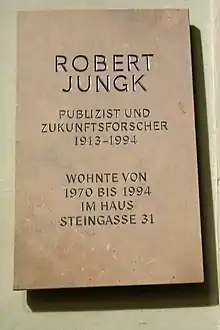 ROBERT
JUNGK
PUBLIZIST UND
ZUKUNFTSFORSCHER
1913–1994
WOHNTE VON
1970 BIS 1994
IM HAUS
STEINGASSE 31